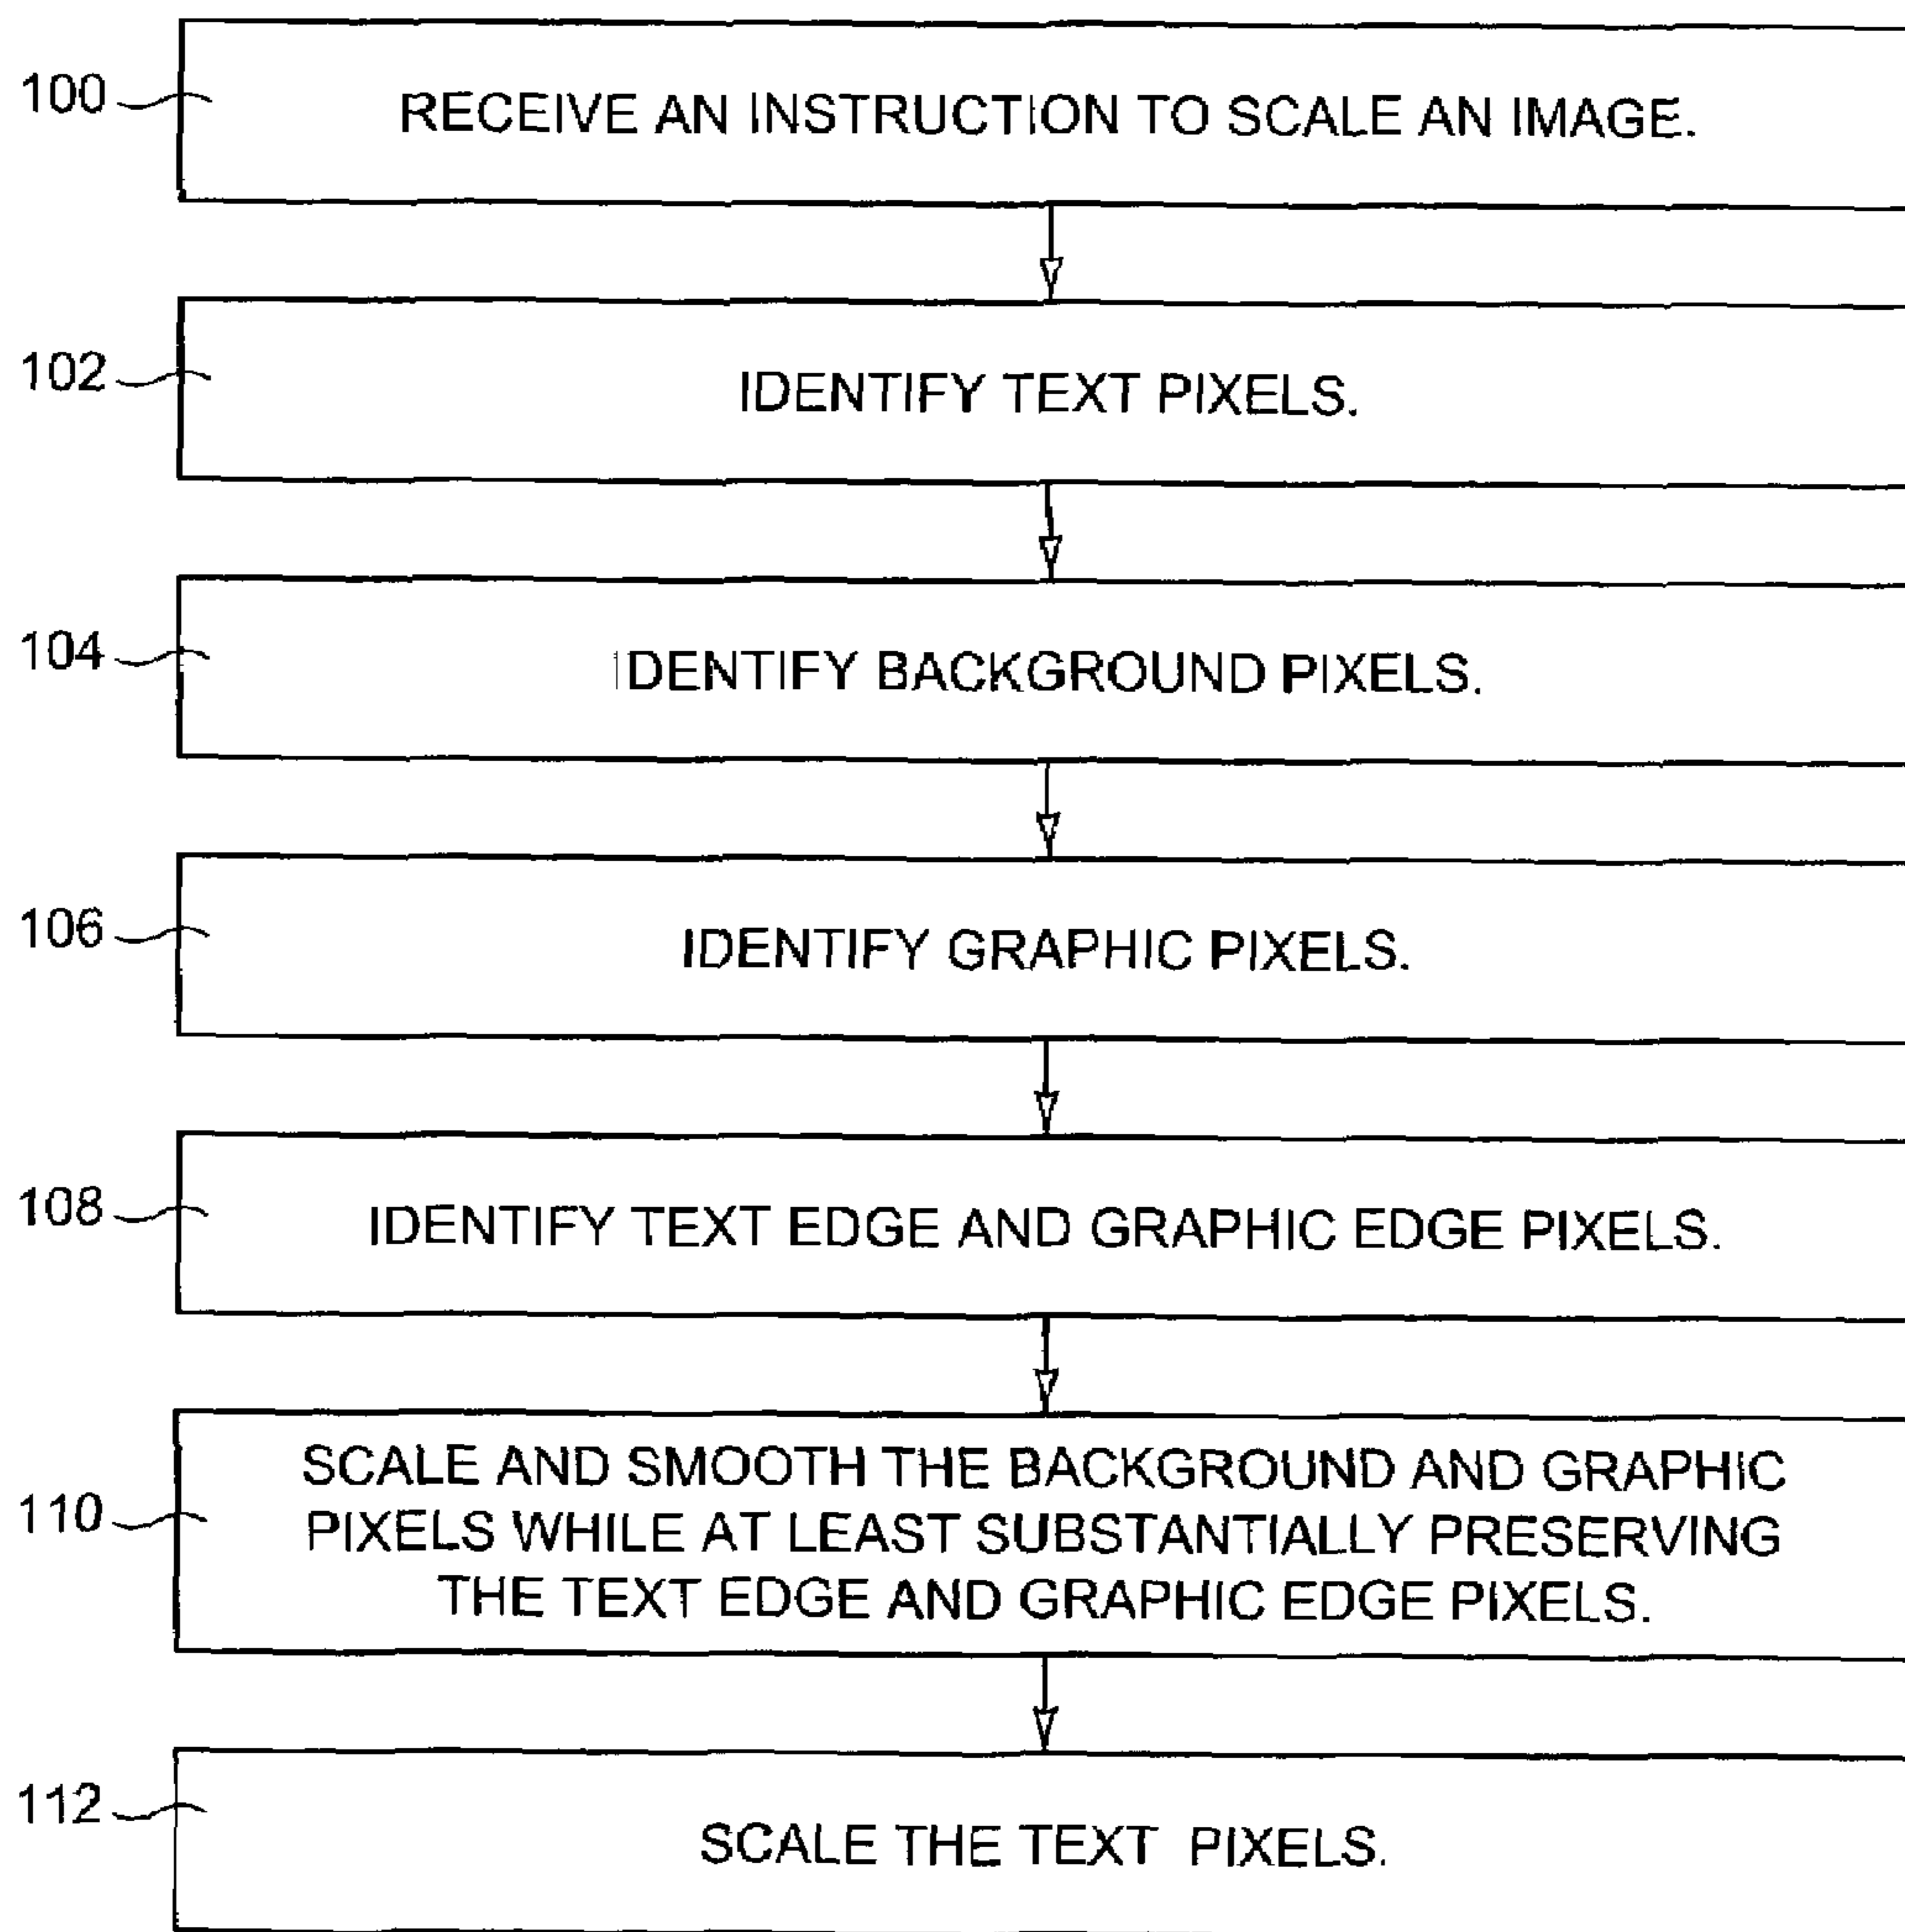 100 RECEIVE AN INSTRUCTION TO SCALE AN IMAGE.
102 IDENTIFY TEXT PIXELS.
104 IDENTIFY BACKGROUND PIXELS.
106 IDENTIFY GRAPHIC PIXELS.
108 IDENTIFY TEXT EDGE AND GRAPHIC EDGE PIXELS.
SCALE AND SMOOTH THE BACKGROUND AND GRAPHIC
110 PIXELS WHILE AT LEAST SUBSTANTIALLY PRESERVING
THE TEXT EDGE AND GRAPHIC EDGE PIXELS.
112 SCALE THE TEXT PIXELS.